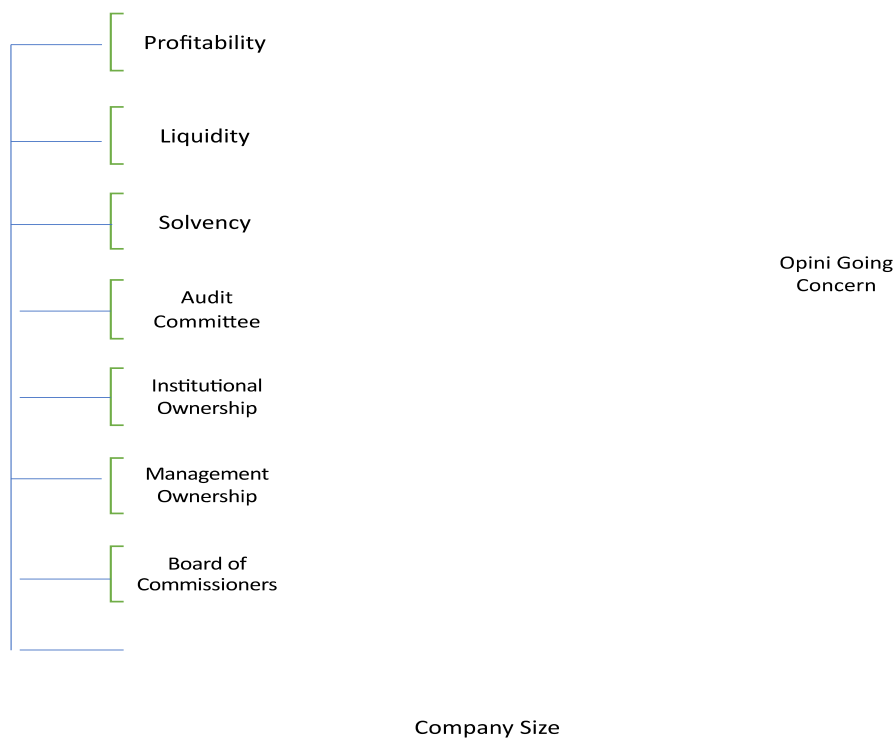 Profitability
Liquidity
Solvency
Opini Going
Concern
Audit
Committee
Institutional
Ownership
Management
Ownership
Board of
Commissioners
Company Size